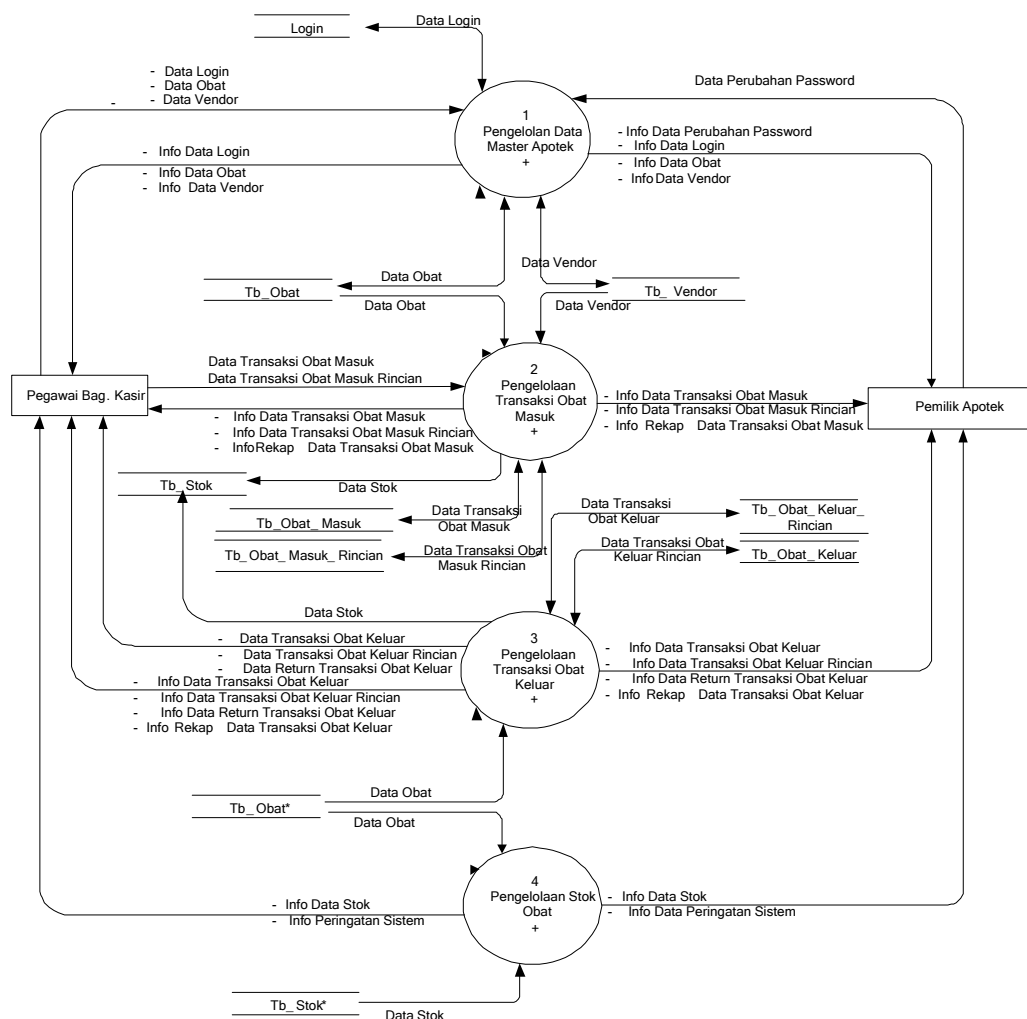 Data Login
Login
- Data Login
- Data Obat
- - Data Vendor
Data Perubahan Password
1
Pengelolan Data
Master Apotek
+
- Info Data Perubahan Password
- Info Data Login
- Info Data Obat
- Info Data Vendor
- Info Data Login
- Info Data Obat
- Info Data Vendor
Data Obat
Tb_Obat
Data Obat
Data Vendor
Tb_ Vendor
Data Vendor
Pegawai Bag. Kasir
Data Transaksi Obat Masuk
Data Transaksi Obat Masuk Rincian
- Info Data Transaksi Obat Masuk
- Info Data Transaksi Obat Masuk Rincian
- Info Rekap Data Transaksi Obat Masuk
2
Pengelolaan
Transaksi Obat
Masuk
+
- Info Data Transaksi Obat Masuk
- Info Data Transaksi Obat Masuk Rincian
- Info Rekap Data Transaksi Obat Masuk
Pemilik Apotek
Tb_Stok
Data Stok
Tb_Obat_ Masuk
Data Transaksi
Obat Masuk
Tb_Obat_Masuk_Rincian
Data Transaksi Obat
Masuk Rincian
Data Transaksi
Obat Keluar
Tb_Obat_Keluar_
Rincian
Data Transaksi Obat
Keluar Rincian
Tb_Obat_Keluar
Data Stok
- Data Transaksi Obat Keluar
- Data Transaksi Obat Keluar Rincian
- Data Return Transaksi Obat Keluar
- Info Data Transaksi Obat Keluar
- Info Data Transaksi Obat Keluar Rincian
- Info Data Return Transaksi Obat Keluar
- Info Rekap Data Transaksi Obat Keluar
3
Pengelolaan
Transaksi Obat
Keluar
+
- Info Data Transaksi Obat Keluar
- Info Data Transaksi Obat Keluar Rincian
- Info Data Return Transaksi Obat Keluar
- Info Rekap Data Transaksi Obat Keluar
Data Obat
Tb_Obat*
Data Obat
4
Pengelolaan Stok
Obat
+
- Info Data Stok
- Info Peringatan Sistem
- Info Data Stok
- Info Data Peringatan Sistem
Tb_Stok*
Data Stok